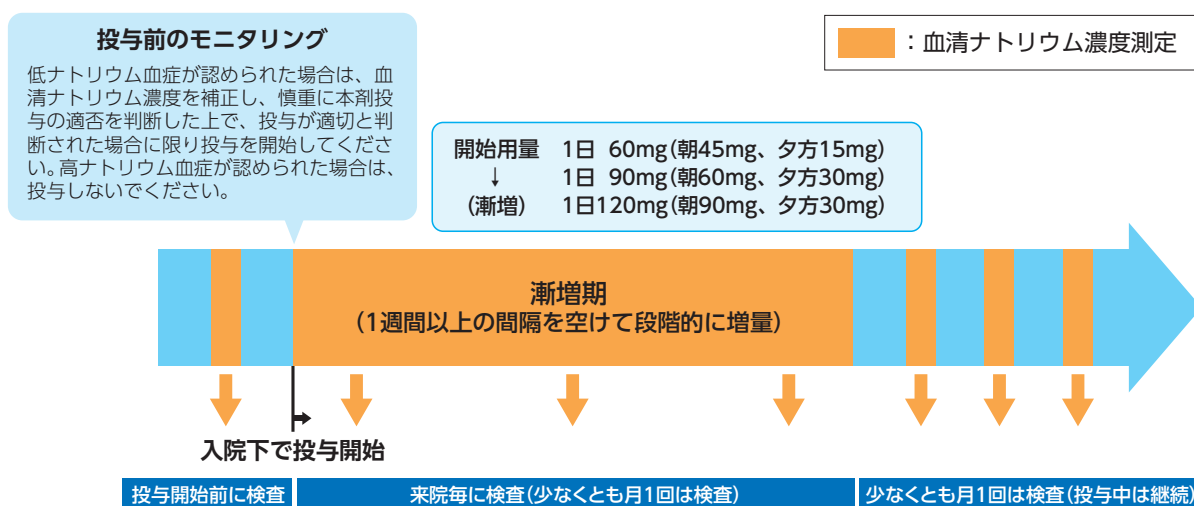 投与前のモニタリング
低ナトリウム血症が認められた場合は、血
清ナトリウム濃度を補正し、慎重に本剤投
与の適否を判断した上で、投与が適切と判
断された場合に限り投与を開始してくださ
い。高ナトリウム血症が認められた場合は、
投与しないでください。
：血清ナトリウム濃度測定
開始用量 1日 60mg(朝45mg、夕方15mg)
↓ 1日 90mg(朝60mg、夕方30mg)
(漸増) 1日120mg(朝90mg、夕方30mg)
漸増期
(1週間以上の間隔を空けて段階的に増量)
入院下で投与開始
投与開始前に検査
来院毎に検査(少なくとも月1回は検査)
少なくとも月1回は検査(投与中は継続)